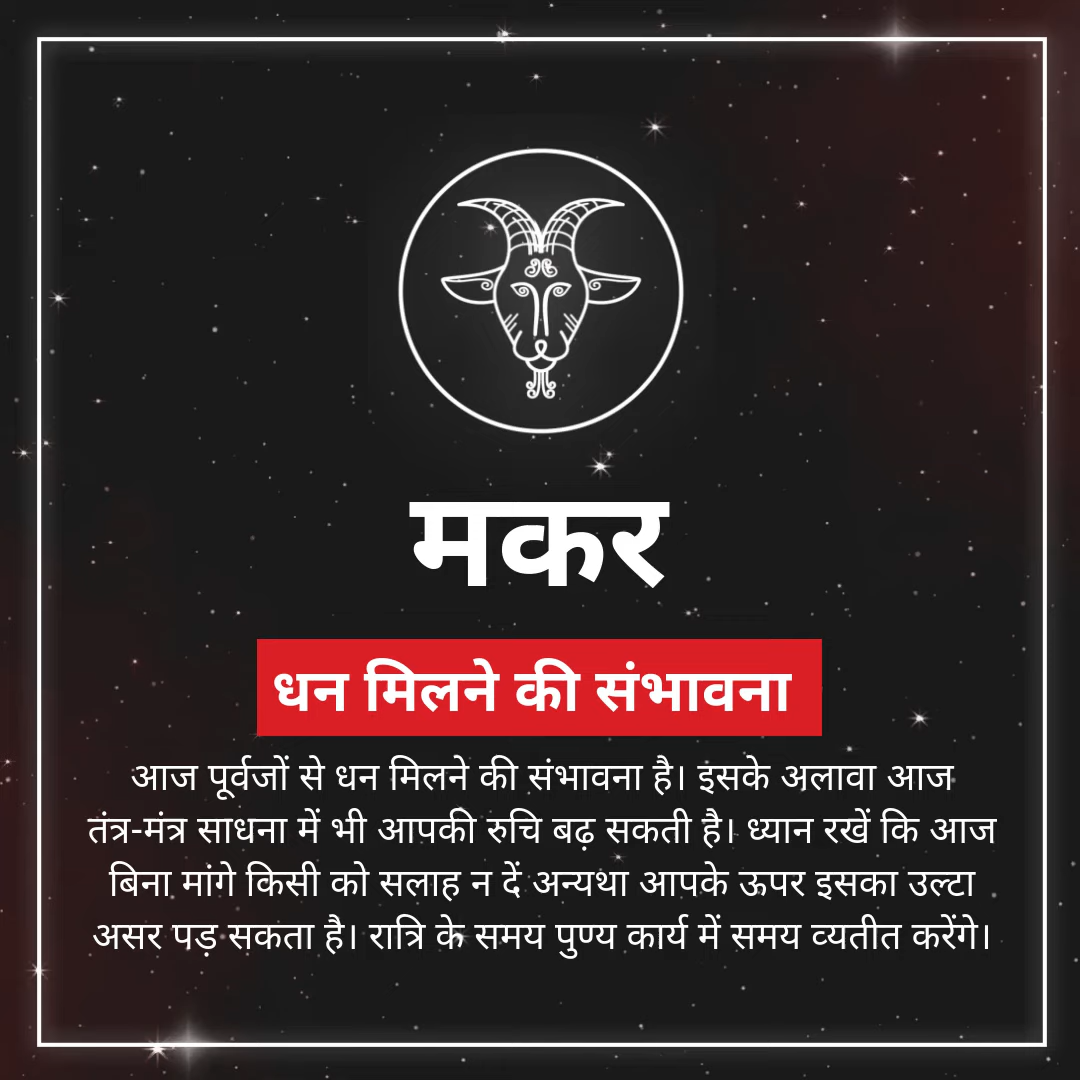 मकर
धन मिलने की संभावना
आज पूर्वजों से धन मिलने की संभावना है। इसके अलावा आज
तंत्र-मंत्र साधना में भी आपकी रुचि बढ़ सकती है। ध्यान रखें कि आज
बिना मांगे किसी को सलाह न दें अन्यथा आपके ऊपर इसका उल्टा
असर पड़ सकता है। रात्रि के समय पुण्य कार्य में समय व्यतीत करेंगे।